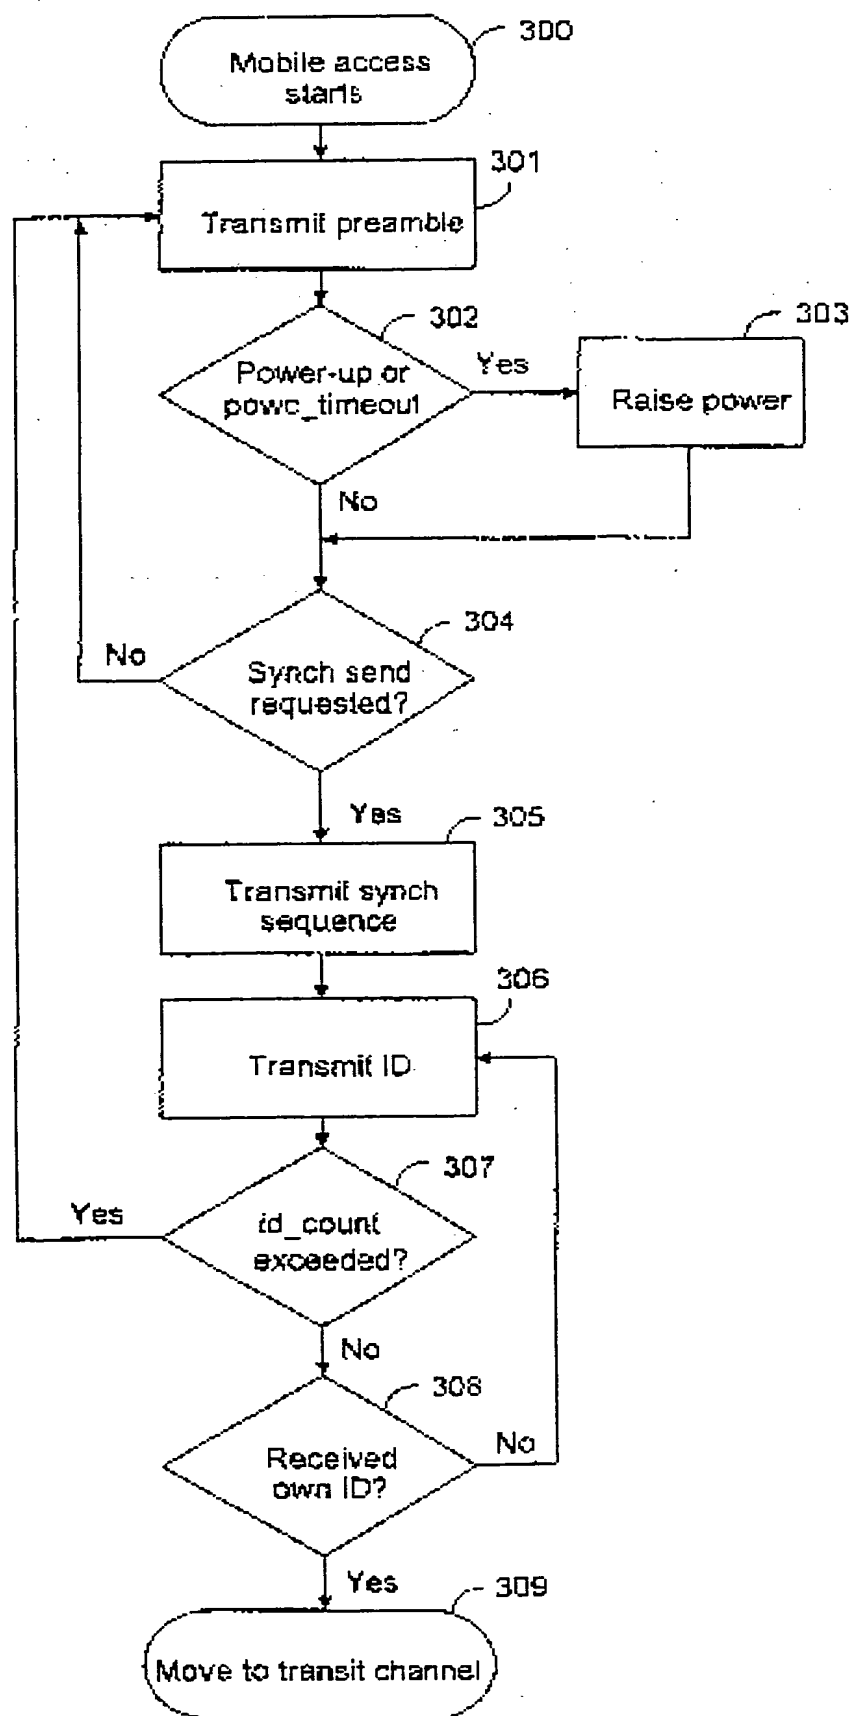 300
Mobile access
starts
301
Transmit preamble
302
303
Power-up or
powc_timeout
Yes
Raise power
No
304
No
Synch send
requested?
Yes
305
Transmit synch
sequence
306
Transmit ID
307
Yes
id_count
exceeded?
No
308
Received
own ID?
No
Yes
309
Move to transit channel